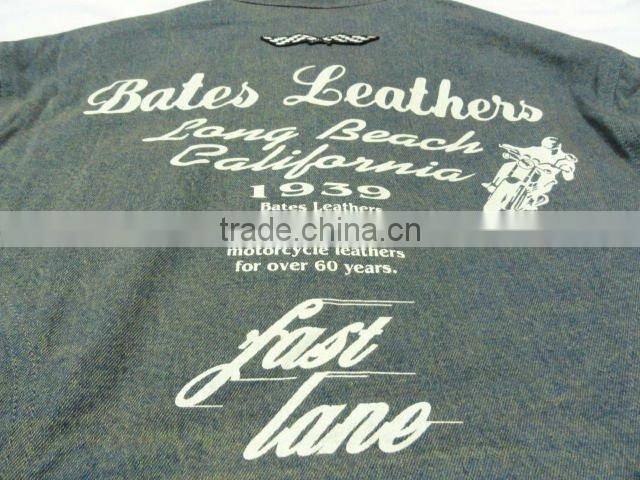 Bates Leathers
Long Beach
California
1939
Bates Leathers
trade.china.cn
motorcycle leathers
for over 60 years.
fast
lane